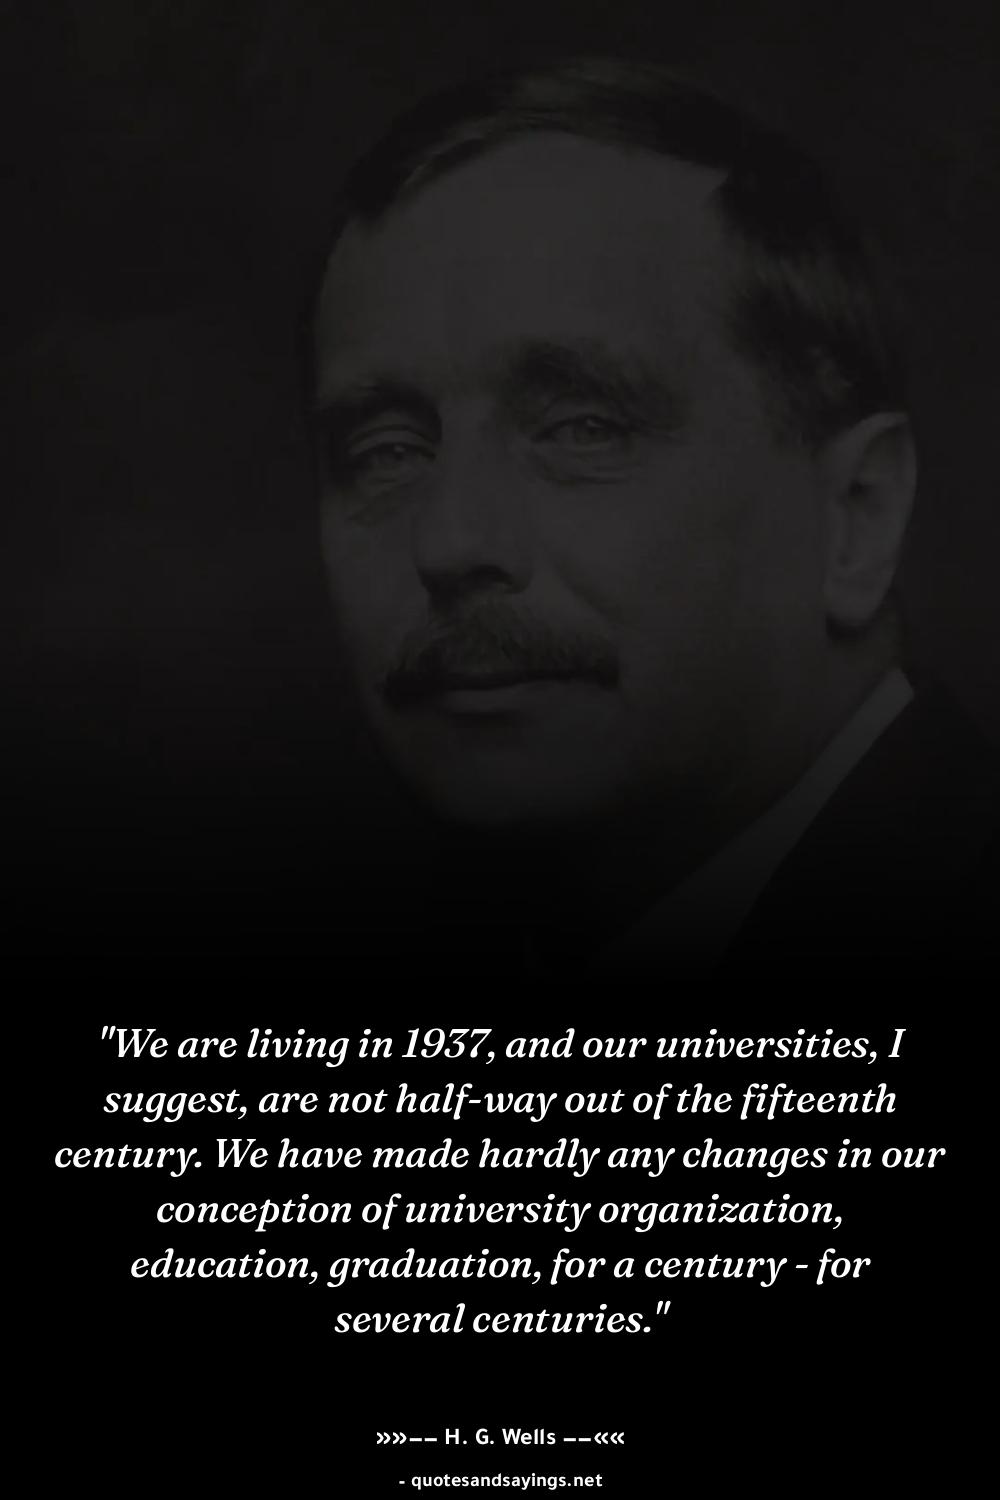 "We are living in 1937, and our universities, I
suggest, are not half-way out of the fifteenth
century. We have made hardly any changes in our
conception of university organization,
education, graduation, for a century - for
several centuries."
»»−− H. G. Wells −−««
- quotesandsayings.net